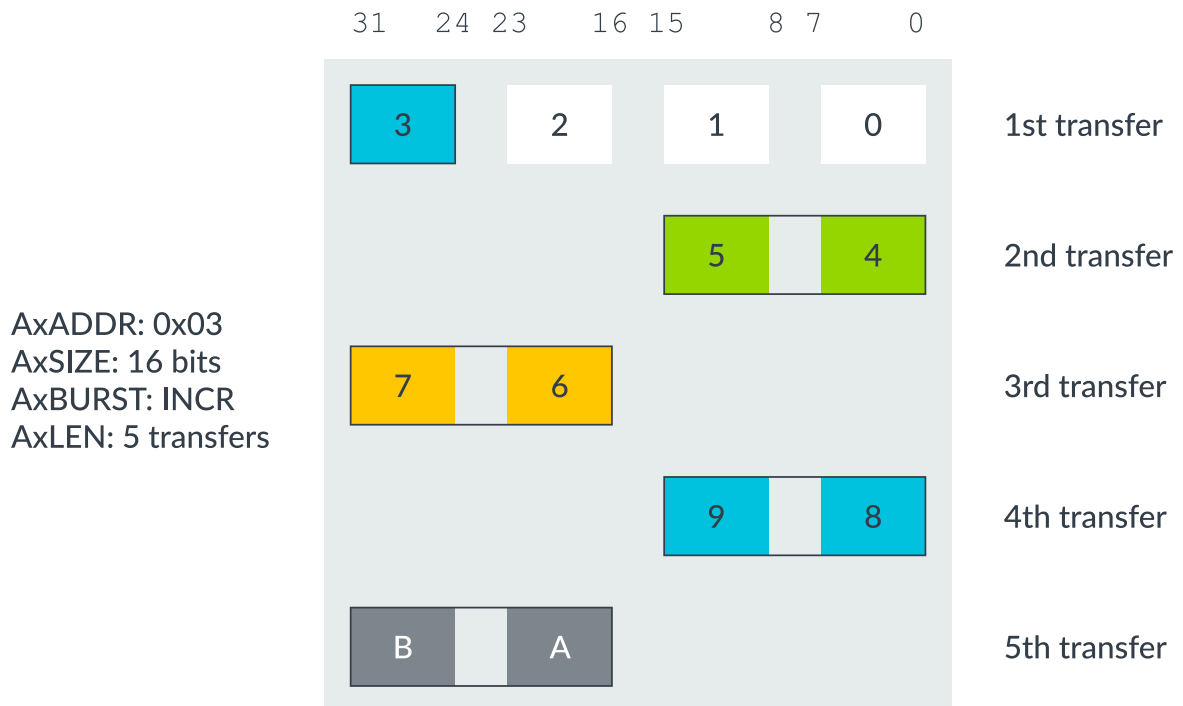 31 24 23 16 15 8 7 0
3 2 1 0 1st transfer
5 4 2nd transfer
AxADDR: 0x03
AxSIZE: 16 bits
AxBURST: INCR
AxLEN: 5 transfers
7 6 3rd transfer
9 8 4th transfer
B A 5th transfer